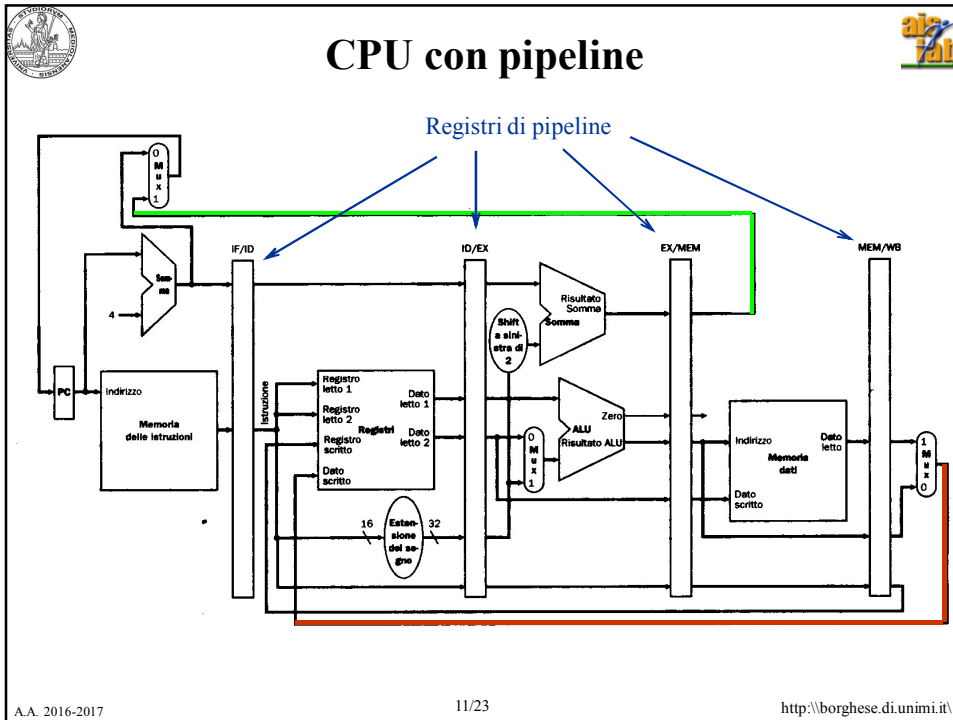 CPU con pipeline
Registri di pipeline
0
M
u
x
1
IF/ID
ID/EX
EX/MEM
MEM/WB
Som-
ma
4
Risultato
Somma
Somma
Shift
a sini-
stra di
2
PC
Indirizzo
Memoria
delle istruzioni
Istruzione
Registro
letto 1
Registro
letto 2
Registri
Registro
scritto
Dato
scritto
Dato
letto 1
Dato
letto 2
0
M
u
x
1
Zero
ALU
Risultato ALU
Indirizzo
Dato
letto
Memoria
dati
Dato
scritto
1
M
u
x
0
16
Esten-
sione
del se-
gno
32
A.A. 2016-2017
11/23
http:\\borghese.di.unimi.it\